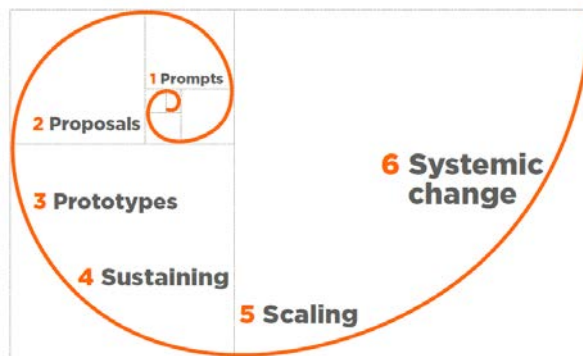 1 Prompts
2 Proposals
3 Prototypes
4 Sustaining
5 Scaling
6 Systemic
change